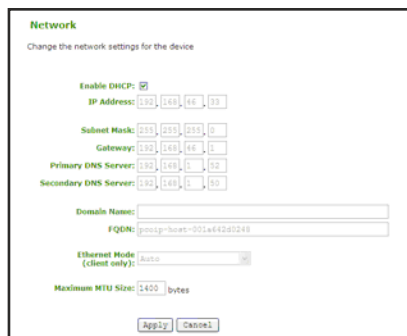 Network
Change the network settings for the device
Enable DHCP:
IP Address: 192. 168. 46 . 33
Subnet Mask: 255. 255. 255. 0
Gateway: 192. 168. 46 . 1
Primary DNS Server: 192. 168. 1 . 52
Secondary DNS Server: 192. 168. 1 . 50
Domain Name:
FQDN: pcoip-host-001a642d0248
Ethernet Mode
(client only): Auto
Maximum MTU Size: 1400 bytes
Apply Cancel